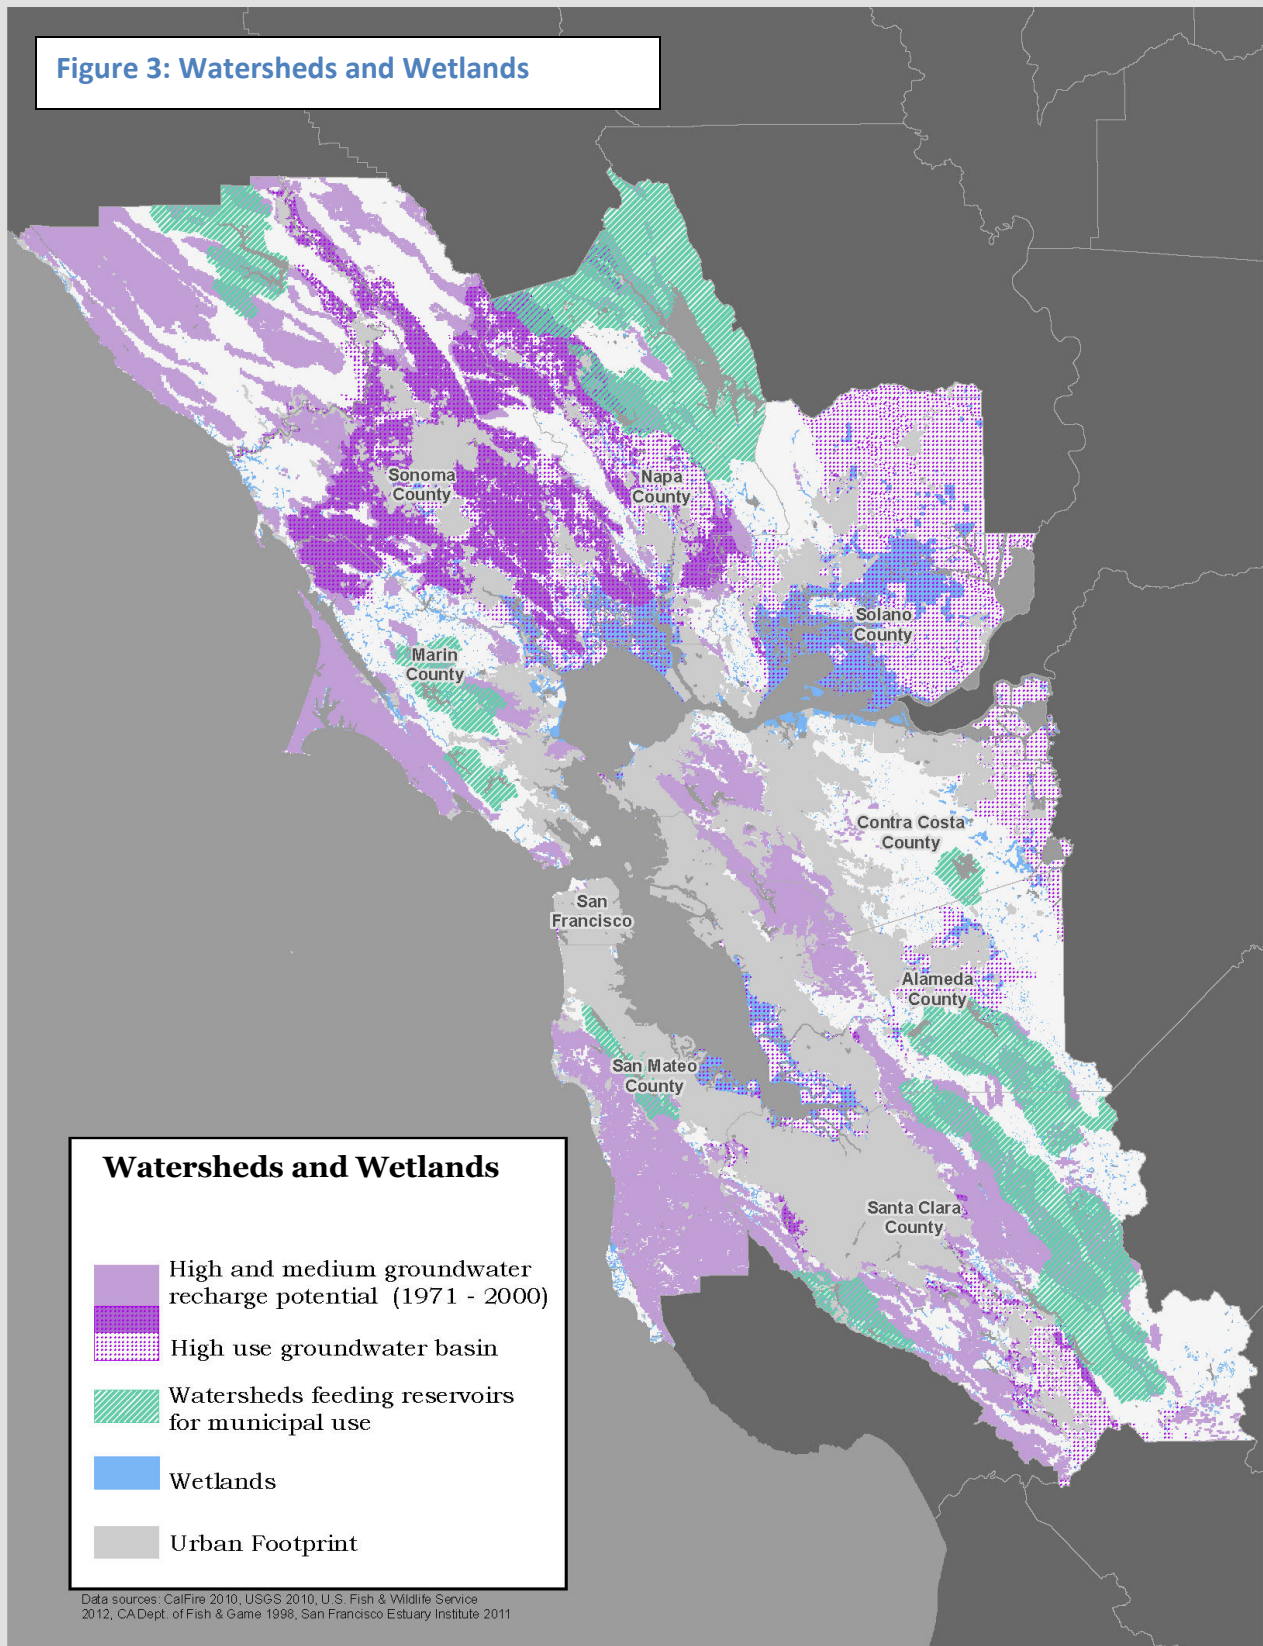 Figure 3: Watersheds and Wetlands
Sonoma
County
Napa
County
Solano
County
Marin
County
Contra Costa
County
San
Francisco
Alameda
County
San Mateo
County
Santa Clara
County
Watersheds and Wetlands
High and medium groundwater
recharge potential (1971 - 2000)
High use groundwater basin
Watersheds feeding reservoirs
for municipal use
Wetlands
Urban Footprint
Data sources: CalFire 2010, USGS 2010, U.S. Fish & Wildlife Service
2012, CA Dept. of Fish & Game 1998, San Francisco Estuary Institute 2011